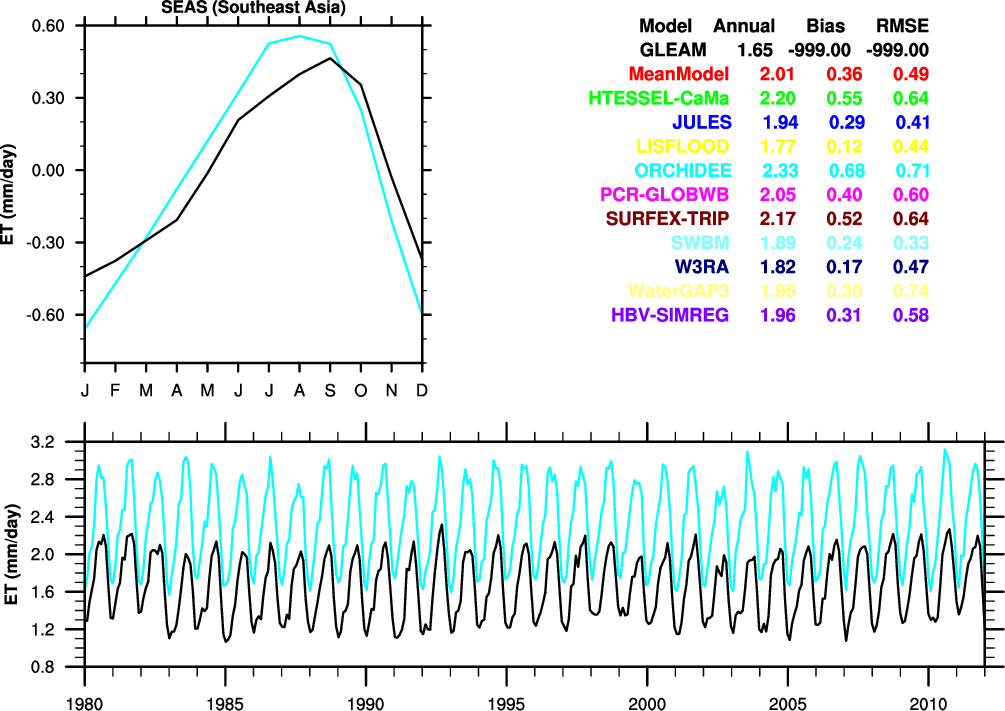 SEAS (Southeast Asia)
0.60
0.30
0.00
-0.30
-0.60
ET (mm/day)
J F M A M J J A S O N D
Model Annual Bias RMSE
GLEAM 1.65 -999.00 -999.00
MeanModel 2.01 0.36 0.49
HTESSEL-CaMa 2.20 0.55 0.64
JULES 1.94 0.29 0.41
LISFLOOD 1.77 0.12 0.44
ORCHIDEE 2.33 0.68 0.71
PCR-GLOBWB 2.05 0.40 0.60
SURFEX-TRIP 2.17 0.52 0.64
SWBM 1.89 0.24 0.33
W3RA 1.82 0.17 0.47
WaterGAP3 1.95 0.30 0.74
HBV-SIMREG 1.96 0.31 0.58
3.2
2.8
2.4
2.0
1.6
1.2
0.8
ET (mm/day)
1980 1985 1990 1995 2000 2005 2010